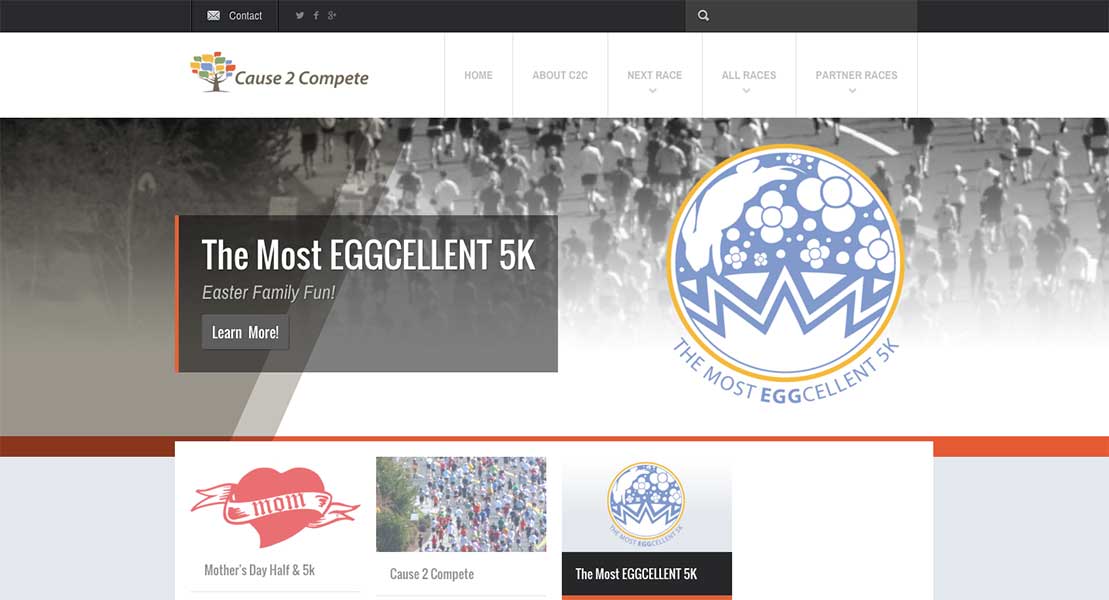 Contact
Cause 2 Compete
HOME
ABOUT C2C
NEXT RACE
ALL RACES
PARTNER RACES
The Most EGGCELLENT 5K
Easter Family Fun!
Learn More!
THE MOST EGGCELLENT 5K
mom
THE MOST EGGCELLENT 5K
Mother's Day Half & 5k
Cause 2 Compete
The Most EGGCELLENT 5K